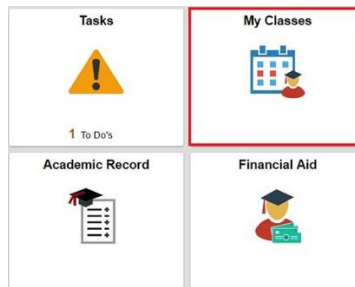 Tasks
My Classes
1 To Do's
Academic Record
Financial Aid